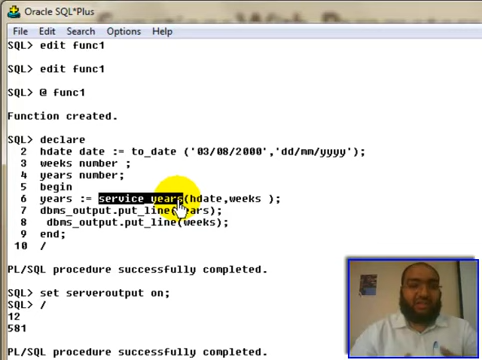 Oracle SQL*Plus
File Edit Search Options Help
SQL> edit func1
SQL> edit func1
SQL> @ func1
Function created.
SQL> declare
2 hdate date := to_date ('03/08/2000','dd/mm/yyyy');
3 weeks number ;
4 years number;
5 begin
6 years := service_years(hdate,weeks );
7 dbms_output.put_line(years);
8 dbms_output.put_line(weeks);
9 end;
10 /
PL/SQL procedure successfully completed.
SQL> set serveroutput on;
SQL> /
12
581
PL/SQL procedure successfully completed.